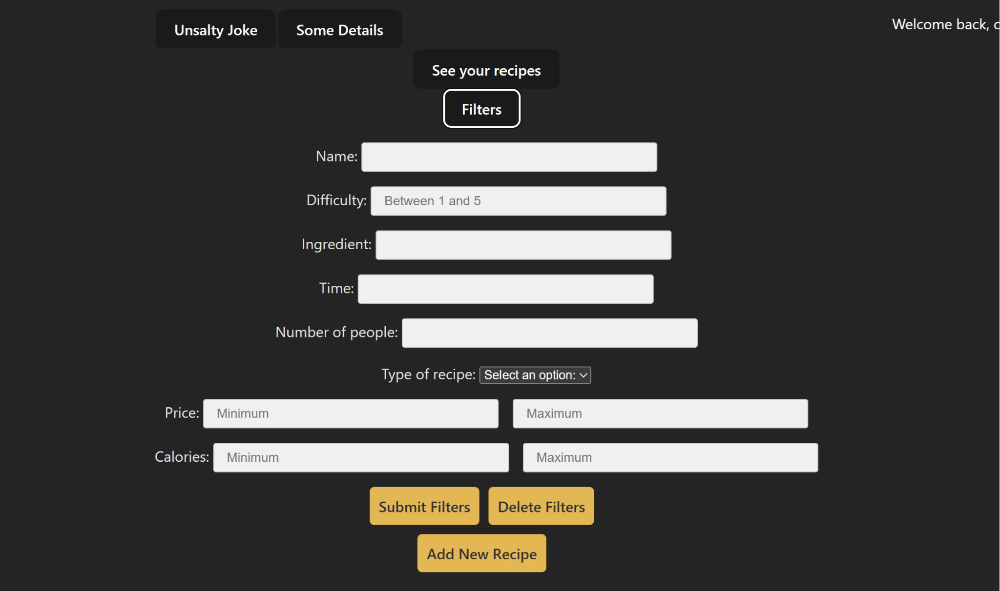 Unsalty Joke Some Details
Welcome back,
See your recipes
Filters
Name:
Difficulty: Between 1 and 5
Ingredient:
Time:
Number of people:
Type of recipe: Select an option:
Price: Minimum Maximum
Calories: Minimum Maximum
Submit Filters Delete Filters
Add New Recipe